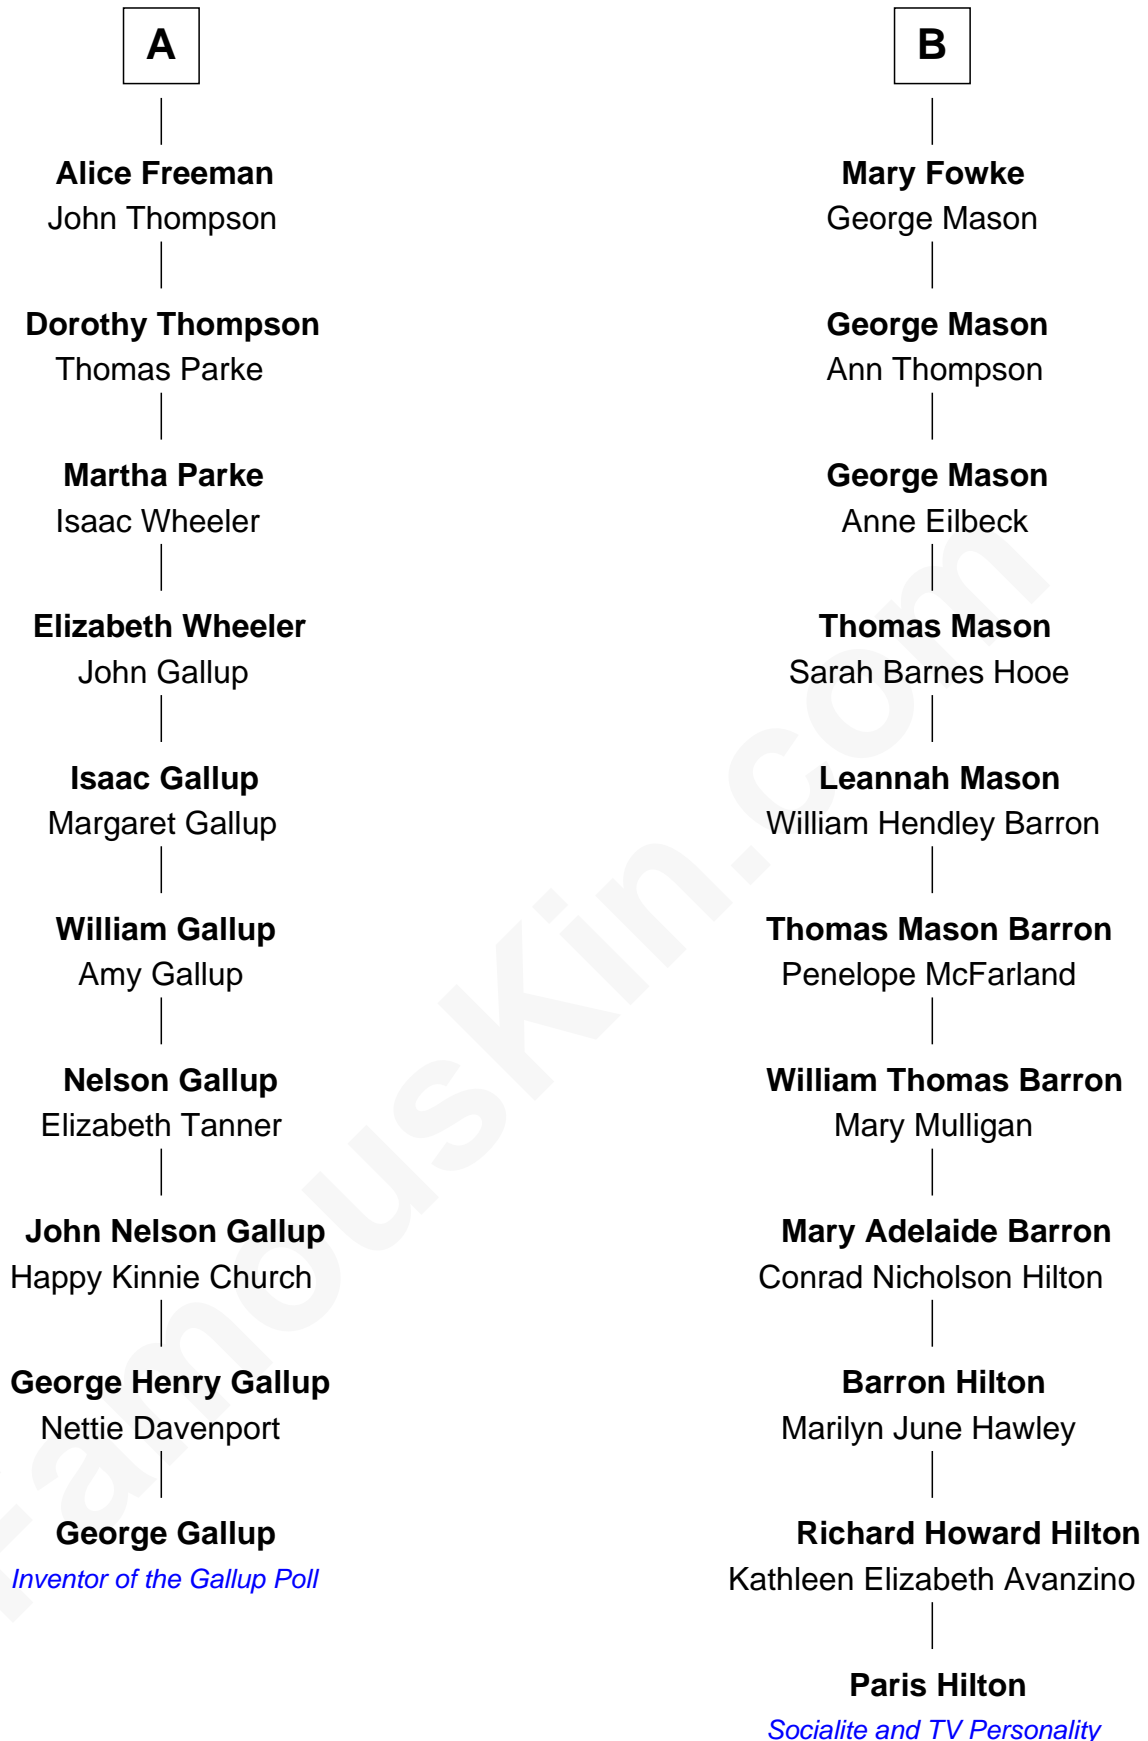 A
Alice Freeman
John Thompson
Dorothy Thompson
Thomas Parke
Martha Parke
Isaac Wheeler
Elizabeth Wheeler
John Gallup
Isaac Gallup
Margaret Gallup
William Gallup
Amy Gallup
Nelson Gallup
Elizabeth Tanner
John Nelson Gallup
Happy Kinnie Church
George Henry Gallup
Nettie Davenport
George Gallup
Inventor of the Gallup Poll
B
Mary Fowke
George Mason
George Mason
Ann Thompson
George Mason
Anne Eilbeck
Thomas Mason
Sarah Barnes Hooe
Leannah Mason
William Hendley Barron
Thomas Mason Barron
Penelope McFarland
William Thomas Barron
Mary Mulligan
Mary Adelaide Barron
Conrad Nicholson Hilton
Barron Hilton
Marilyn June Hawley
Richard Howard Hilton
Kathleen Elizabeth Avanzino
Paris Hilton
Socialite and TV Personality
FamousKin.com